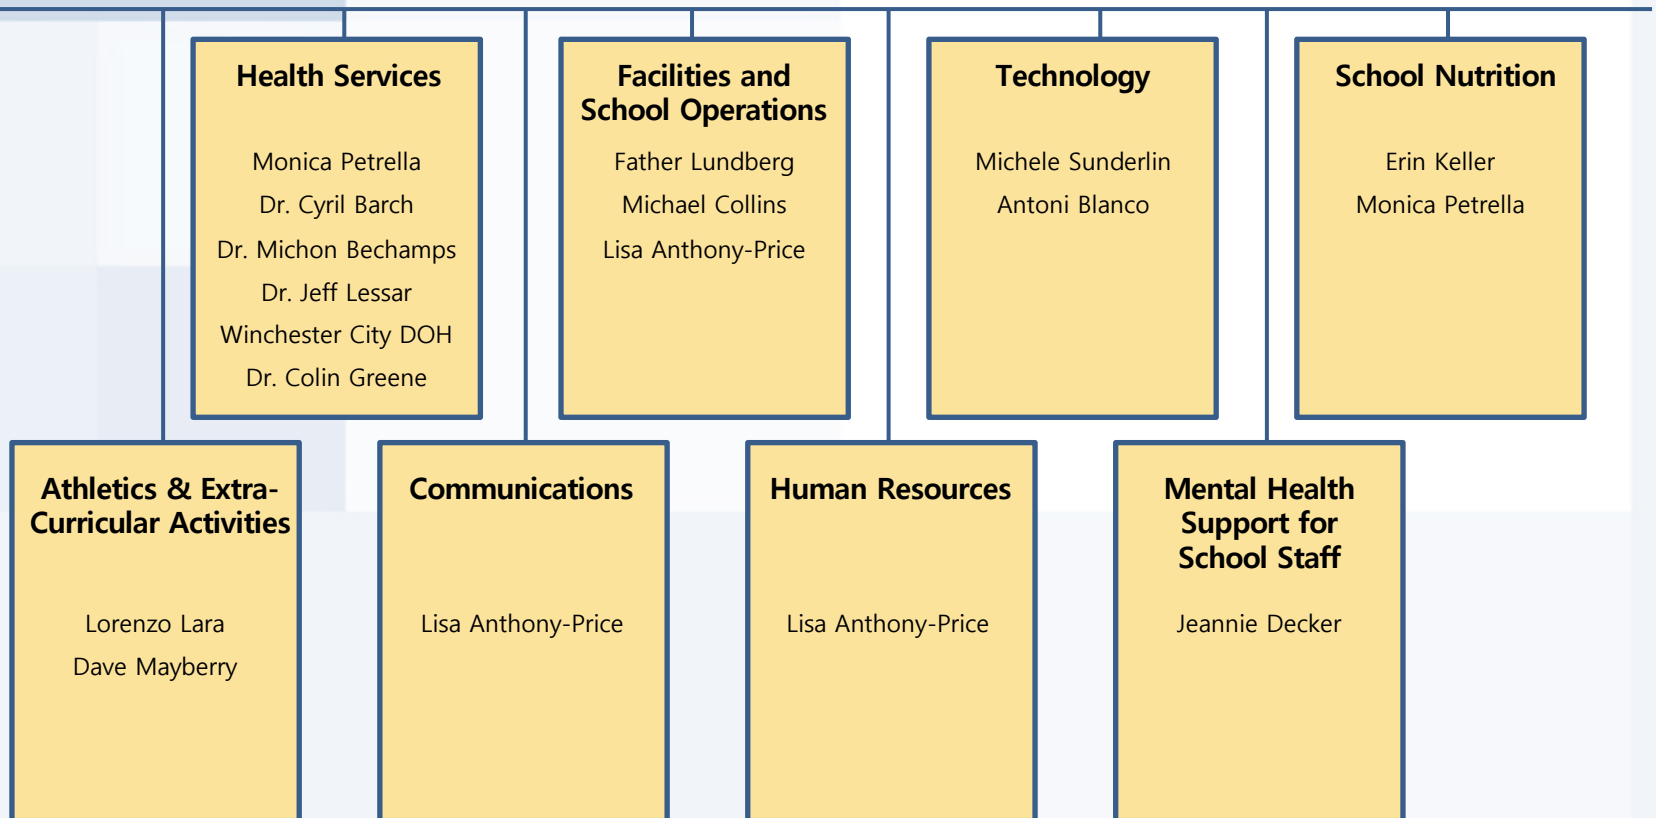 Health Services
Monica Petrella
Dr. Cyril Barch
Dr. Michon Bechamps
Dr. Jeff Lessar
Winchester City DOH
Dr. Colin Greene
Facilities and
School Operations
Father Lundberg
Michael Collins
Lisa Anthony-Price
Technology
Michele Sunderlin
Antoni Blanco
School Nutrition
Erin Keller
Monica Petrella
Athletics & Extra-
Curricular Activities
Lorenzo Lara
Dave Mayberry
Communications
Lisa Anthony-Price
Human Resources
Lisa Anthony-Price
Mental Health
Support for
School Staff
Jeannie Decker